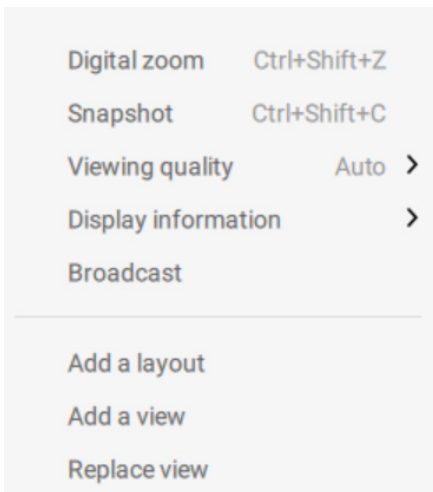 Digital zoom Ctrl+Shift+Z
Snapshot Ctrl+Shift+C
Viewing quality Auto
Display information
Broadcast
Add a layout
Add a view
Replace view